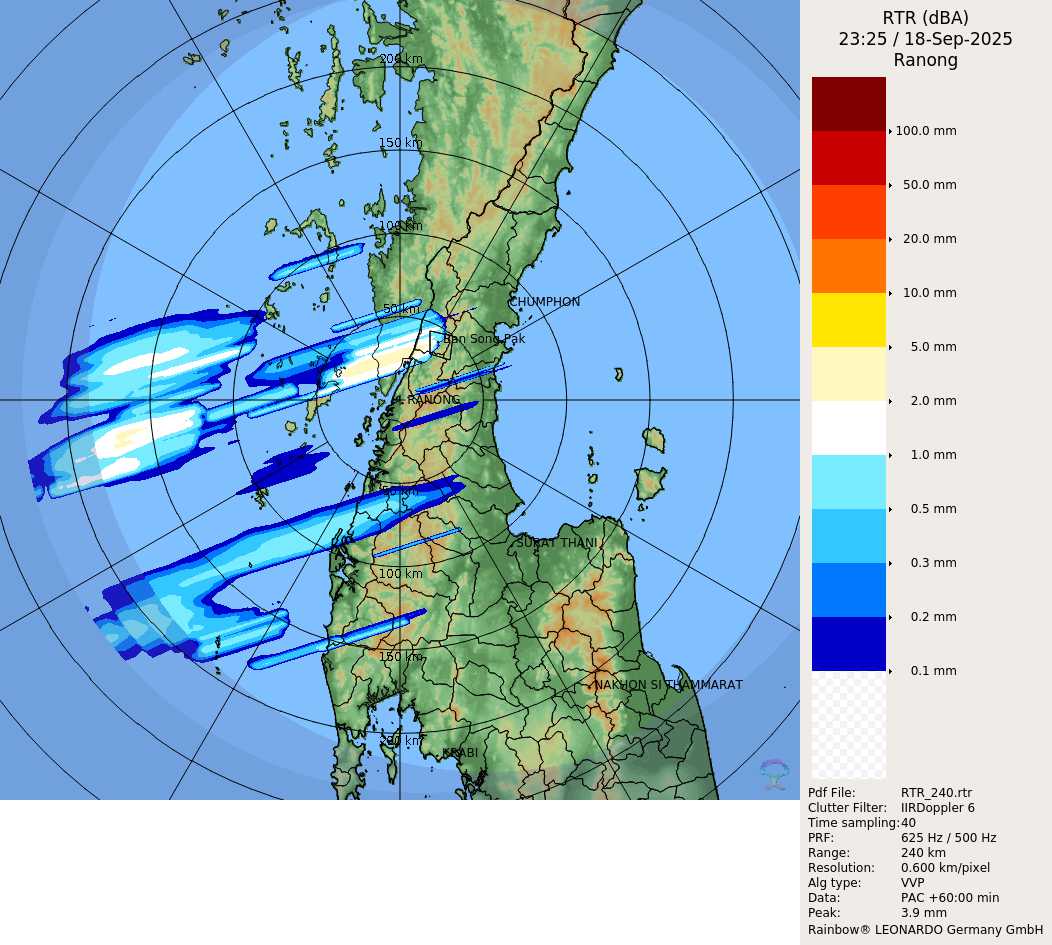 RTR (dBA)
23:25 / 18-Sep-2025
Ranong
200 km
150 km
100 km
50 km
CHUMPHON
Ban Song Pak
RANONG
50 km
SURAT THANI
100 km
150 km
NAKHON SI THAMMARAT
200 km
KRABI
100.0 mm
50.0 mm
20.0 mm
10.0 mm
5.0 mm
2.0 mm
1.0 mm
0.5 mm
0.3 mm
0.2 mm
0.1 mm
Pdf File: RTR_240.rtr
Clutter Filter: IIRDoppler 6
Time sampling:40
PRF: 625 Hz / 500 Hz
Range: 240 km
Resolution: 0.600 km/pixel
Alg type: VVP
Data: PAC +60:00 min
Peak: 3.9 mm
Rainbow® LEONARDO Germany GmbH